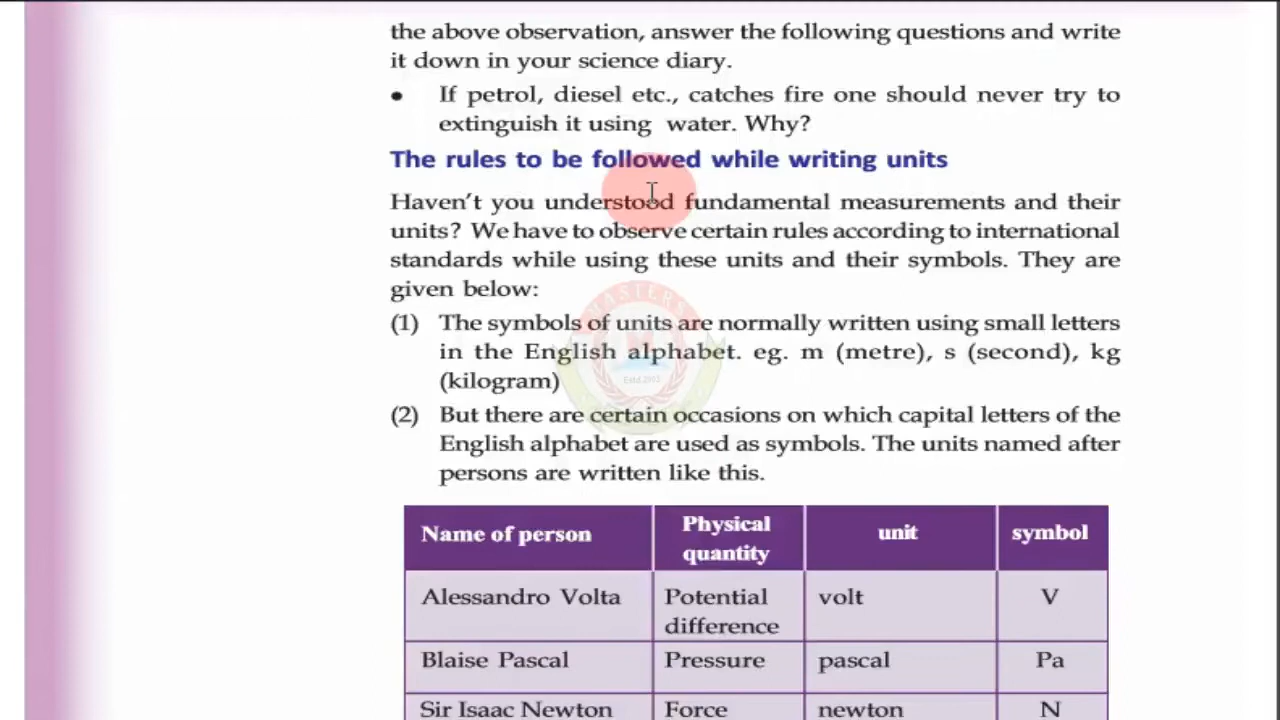 the above observation, answer the following questions and write
it down in your science diary.
• If petrol, diesel etc., catches fire one should never try to
extinguish it using water. Why?
The rules to be followed while writing units
Haven't you understood fundamental measurements and their
units? We have to observe certain rules according to international
standards while using these units and their symbols. They are
given below:
(1) The symbols of units are normally written using small letters
in the English alphabet. eg. m (metre), s (second), kg
(kilogram)
(2) But there are certain occasions on which capital letters of the
English alphabet are used as symbols. The units named after
persons are written like this.
Name of person Physical quantity unit symbol
Alessandro Volta Potential difference volt V
Blaise Pascal Pressure pascal Pa
Sir Isaac Newton Force newton N
MASTERS
Estd.2002